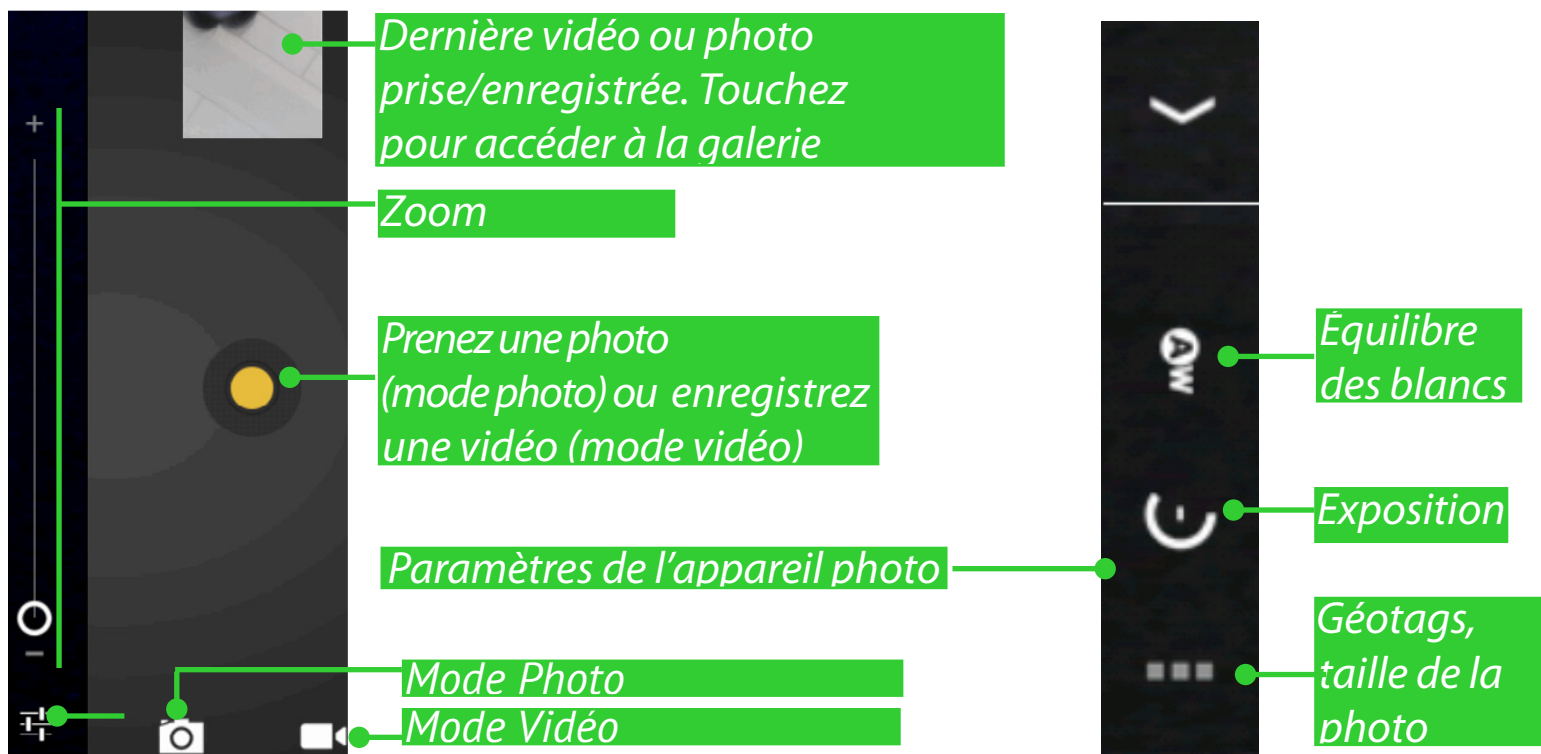 Dernière vidéo ou photo
prise/enregistrée. Touchez
pour accéder à la galerie
Zoom
Prenez une photo
(mode photo) ou enregistrez
une vidéo (mode vidéo)
Paramètres de l’appareil photo
Mode Photo
Mode Vidéo
AW
Équilibre
des blancs
Exposition
Géotags,
taille de la
photo